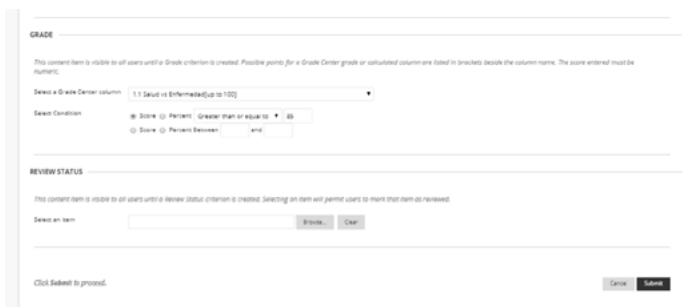 GRADE
This content item is visible to all users until a Grade criterion is created. Possible points for a Grade Center grade or calculated column are listed in brackets beside the column name. The score entered must be
numeric.
Select a Grade Center column 1.1 Salud vs Enfermedad[up to 100]
Select Condition Score Percent Greater than or equal to
Score Percent Between and
REVIEW STATUS
This content item is visible to all users until a Review Status criterion is created. Selecting an item will permit users to mark that item as reviewed.
Select an item Browse... Clear
Click Submit to proceed. Cancel Submit